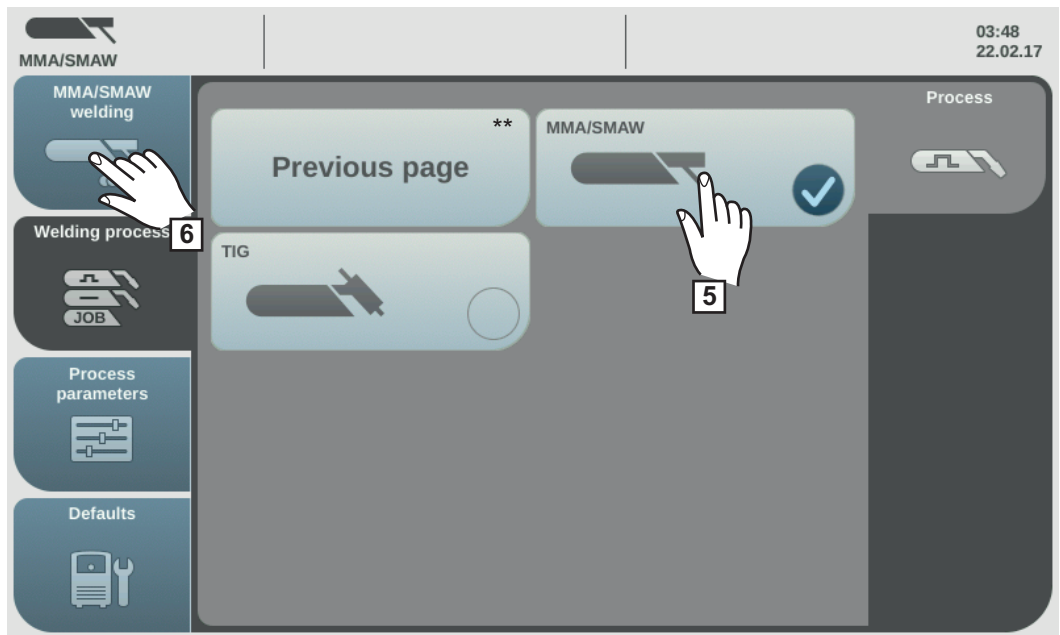 MMA/SMAW
03:48
22.02.17
MMA/SMAW
welding
6
Welding process
JOB
Process
parameters
Defaults
**
Previous page
MMA/SMAW
5
TIG
Process